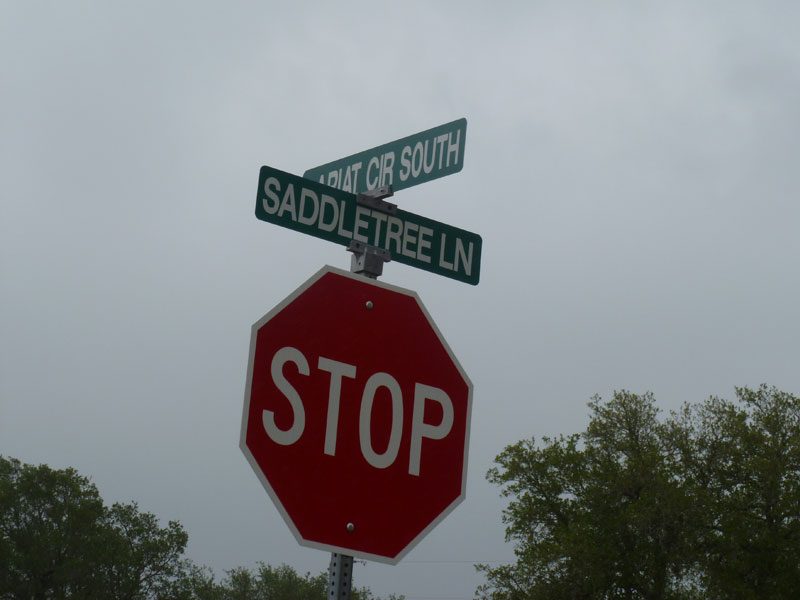 ARIAT CIR SOUTH
SADDLETREE LN
STOP